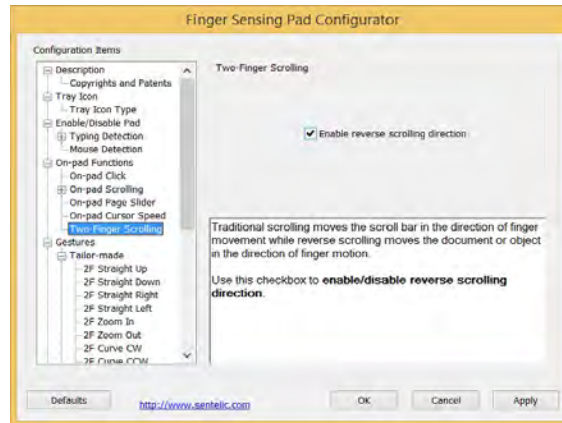 Finger Sensing Pad Configurator
Configuration Items
Description
Copyrights and Patents
Tray Icon
Tray Icon Type
Enable/Disable Pad
Typing Detection
Mouse Detection
On-pad Functions
On-pad Click
On-pad Scrolling
On-pad Page Slider
On-pad Cursor Speed
Two-Finger Scrolling
Gestures
Tailor-made
2F Straight Up
2F Straight Down
2F Straight Right
2F Straight Left
2F Zoom In
2F Zoom Out
2F Curve CW
2F Curve CCW
Two-Finger Scrolling
Enable reverse scrolling direction
Traditional scrolling moves the scroll bar in the direction of finger
movement while reverse scrolling moves the document or object
in the direction of finger motion.
Use this checkbox to enable/disable reverse scrolling
direction.
Defaults
http://www.sentelic.com
OK
Cancel
Apply